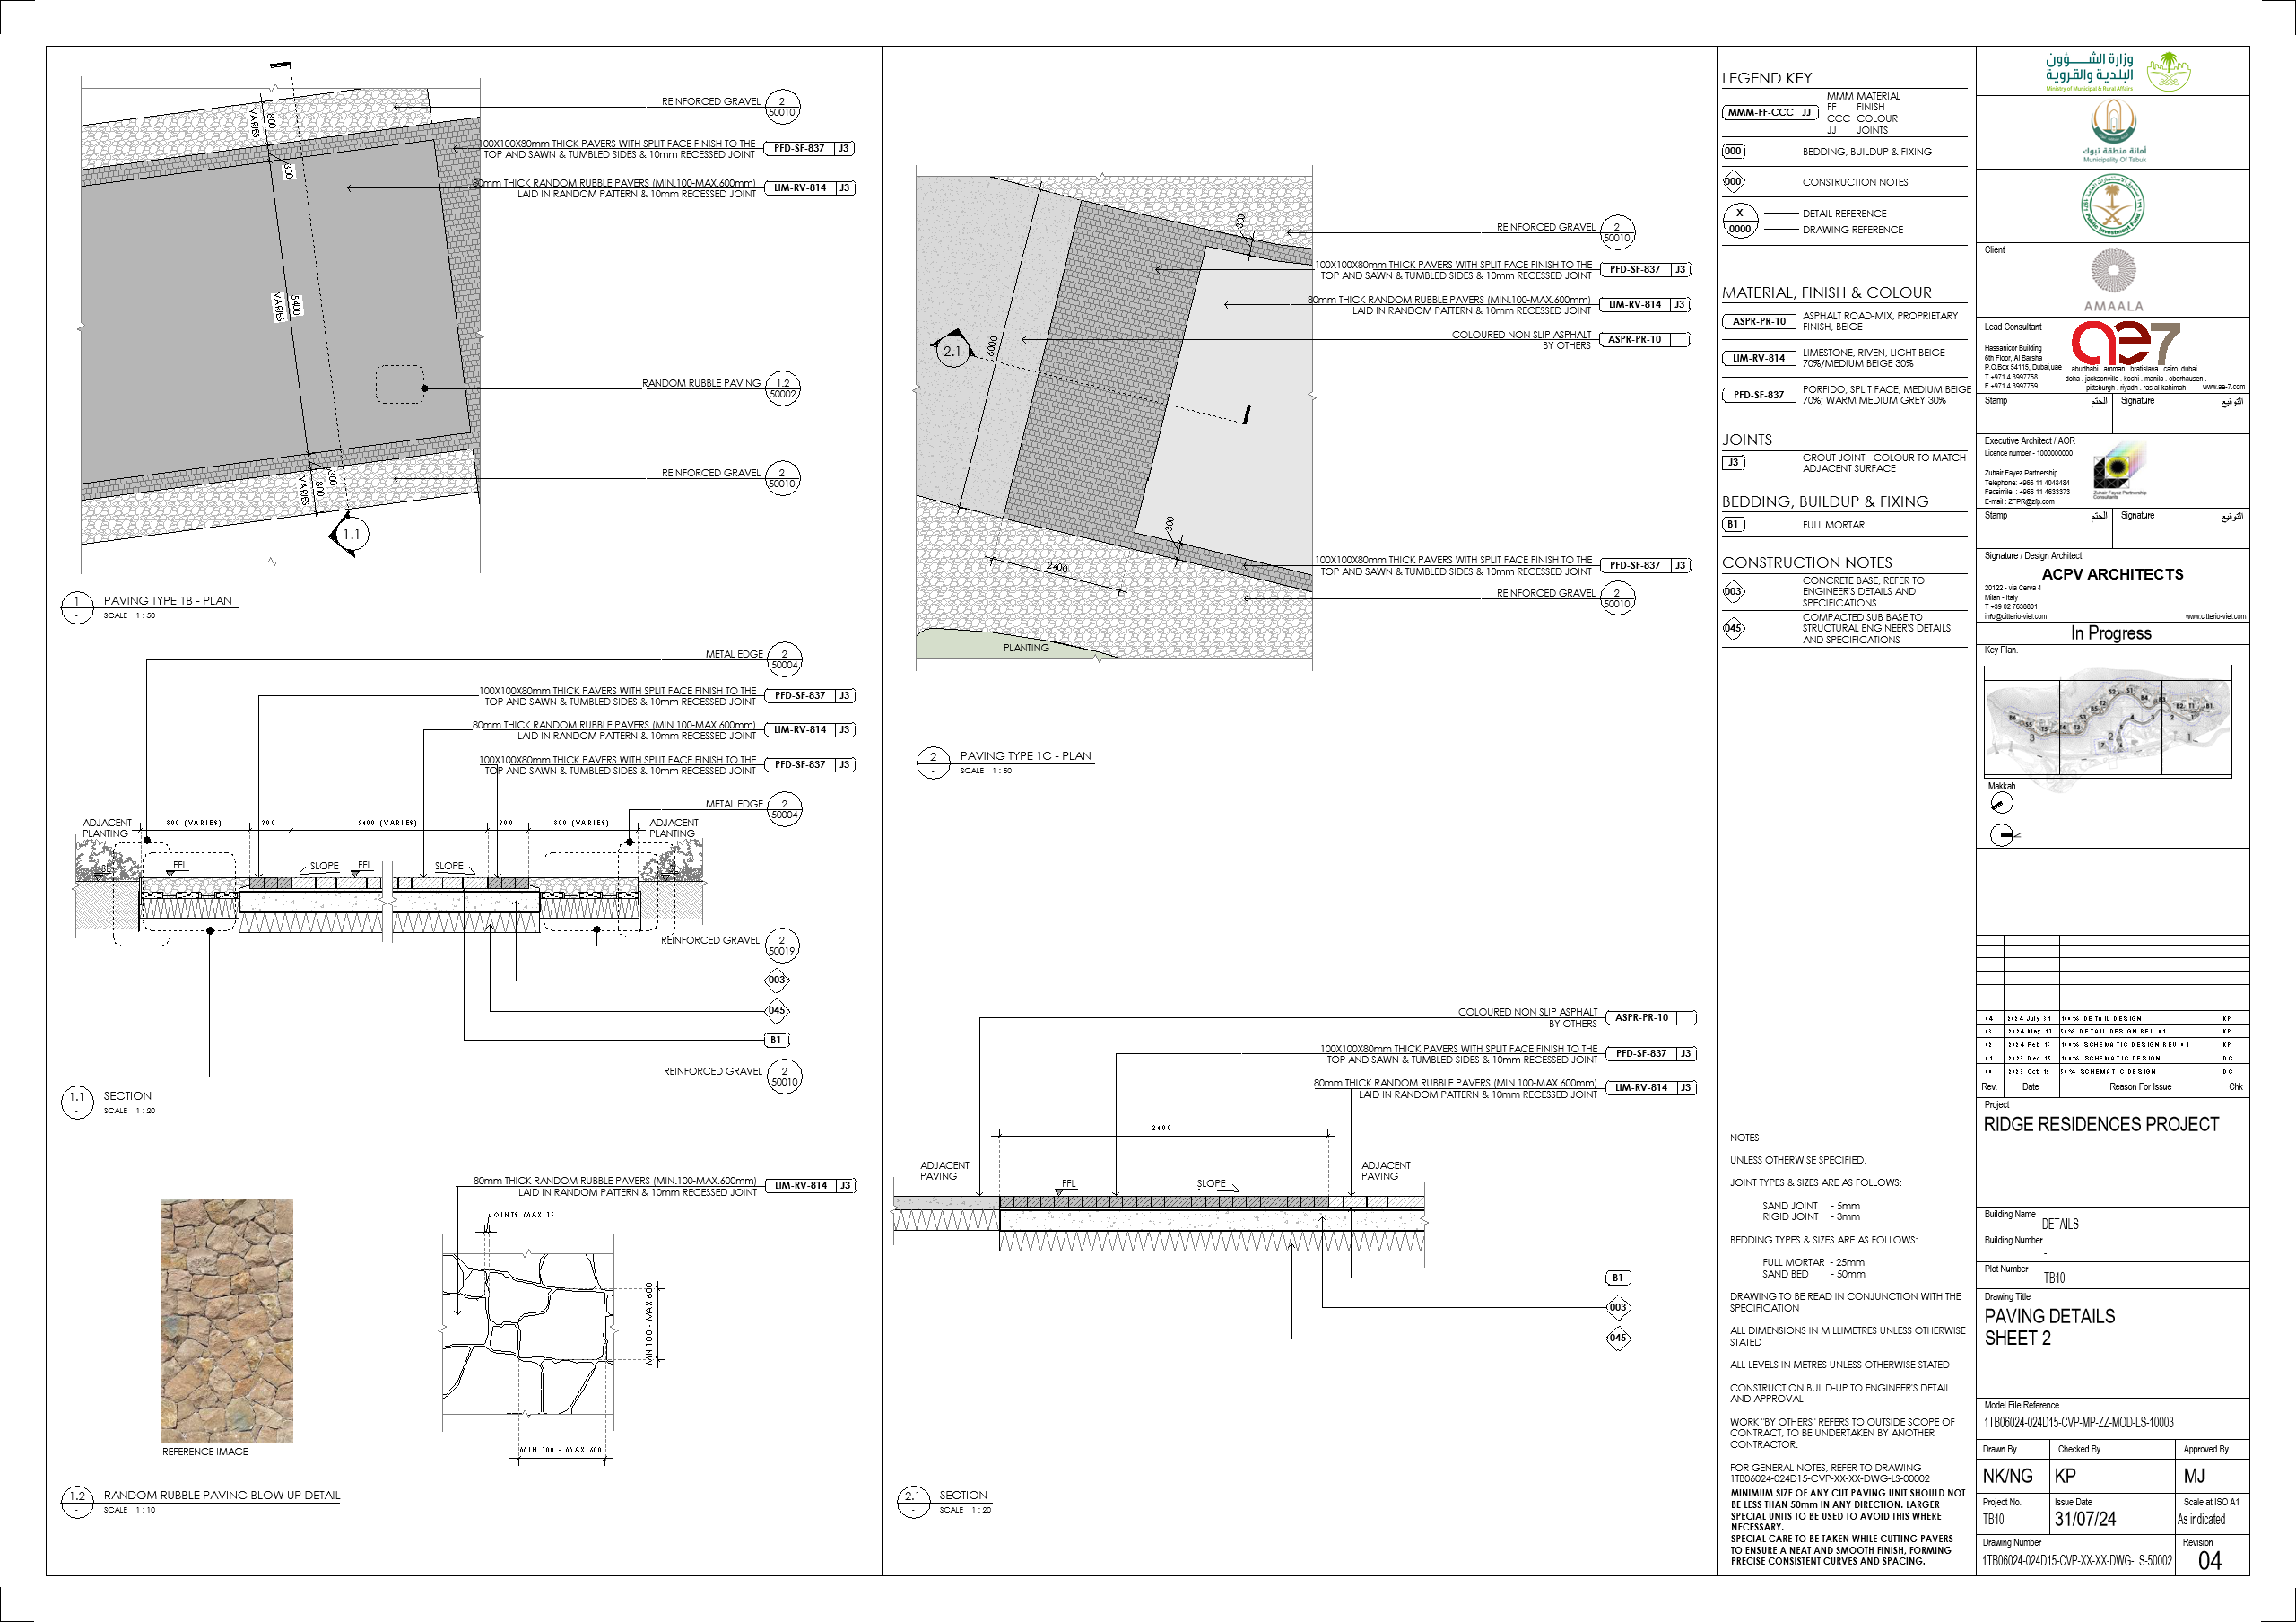 REINFORCED GRAVEL
2
50010
100X100X80mm THICK PAVERS WITH SPLIT FACE FINISH TO THE
TOP AND SAWN & TUMBLED SIDES & 10mm RECESSED JOINT
PFD-SF-837 J3
80mm THICK RANDOM RUBBLE PAVERS (MIN.100-MAX.600mm)
LAID IN RANDOM PATTERN & 10mm RECESSED JOINT
LIM-RV-814 J3
800
VARIES
300
5400
VARIES
RANDOM RUBBLE PAVING
1.2
50002
REINFORCED GRAVEL
2
50010
300
800
VARIES
1.1
1
-
PAVING TYPE 1B - PLAN
SCALE 1 : 50
METAL EDGE
2
50004
100X100X80mm THICK PAVERS WITH SPLIT FACE FINISH TO THE
TOP AND SAWN & TUMBLED SIDES & 10mm RECESSED JOINT
PFD-SF-837 J3
80mm THICK RANDOM RUBBLE PAVERS (MIN.100-MAX.600mm)
LAID IN RANDOM PATTERN & 10mm RECESSED JOINT
LIM-RV-814 J3
100X100X80mm THICK PAVERS WITH SPLIT FACE FINISH TO THE
TOP AND SAWN & TUMBLED SIDES & 10mm RECESSED JOINT
PFD-SF-837 J3
METAL EDGE
2
50004
ADJACENT
PLANTING
800 (VARIES)
5400 (VARIES)
800 (VARIES)
ADJACENT
PLANTING
FFL
SLOPE
FFL
SLOPE
REINFORCED GRAVEL
2
50019
003
045
B1
REINFORCED GRAVEL
2
50010
1.1
-
SECTION
SCALE 1 : 20
80mm THICK RANDOM RUBBLE PAVERS (MIN.100-MAX.600mm)
LAID IN RANDOM PATTERN & 10mm RECESSED JOINT
LIM-RV-814 J3
JOINTS MAX 15
MIN 100 - MAX 600
MIN 100 - MAX 600
REFERENCE IMAGE
1.2
-
RANDOM RUBBLE PAVING BLOW UP DETAIL
SCALE 1 : 10
REINFORCED GRAVEL
2
50010
100X100X80mm THICK PAVERS WITH SPLIT FACE FINISH TO THE
TOP AND SAWN & TUMBLED SIDES & 10mm RECESSED JOINT
PFD-SF-837 J3
80mm THICK RANDOM RUBBLE PAVERS (MIN.100-MAX.600mm)
LAID IN RANDOM PATTERN & 10mm RECESSED JOINT
LIM-RV-814 J3
COLOURED NON SLIP ASPHALT
BY OTHERS
ASPR-PR-10
300
2.1
6000
300
2400
100X100X80mm THICK PAVERS WITH SPLIT FACE FINISH TO THE
TOP AND SAWN & TUMBLED SIDES & 10mm RECESSED JOINT
PFD-SF-837 J3
REINFORCED GRAVEL
2
50010
PLANTING
2
-
PAVING TYPE 1C - PLAN
SCALE 1 : 50
COLOURED NON SLIP ASPHALT
BY OTHERS
ASPR-PR-10
100X100X80mm THICK PAVERS WITH SPLIT FACE FINISH TO THE
TOP AND SAWN & TUMBLED SIDES & 10mm RECESSED JOINT
PFD-SF-837 J3
80mm THICK RANDOM RUBBLE PAVERS (MIN.100-MAX.600mm)
LAID IN RANDOM PATTERN & 10mm RECESSED JOINT
LIM-RV-814 J3
2400
ADJACENT
PAVING
FFL
SLOPE
ADJACENT
PAVING
B1
003
045
2.1
-
SECTION
SCALE 1 : 20
LEGEND KEY
MMM-FF-CCC JJ
MMM MATERIAL
FF FINISH
CCC COLOUR
JJ JOINTS
000 BEDDING, BUILDUP & FIXING
000 CONSTRUCTION NOTES
X DETAIL REFERENCE
0000 DRAWING REFERENCE
MATERIAL, FINISH & COLOUR
ASPR-PR-10
ASPHALT ROAD-MIX, PROPRIETARY
FINISH, BEIGE
LIM-RV-814
LIMESTONE, RIVEN, LIGHT BEIGE
70%/MEDIUM BEIGE 30%
PFD-SF-837
PORFIDO, SPLIT FACE, MEDIUM BEIGE
70%; WARM MEDIUM GREY 30%
JOINTS
J3
GROUT JOINT - COLOUR TO MATCH
ADJACENT SURFACE
BEDDING, BUILDUP & FIXING
B1 FULL MORTAR
CONSTRUCTION NOTES
003
CONCRETE BASE, REFER TO
ENGINEER'S DETAILS AND
SPECIFICATIONS
045
COMPACTED SUB BASE TO
STRUCTURAL ENGINEER'S DETAILS
AND SPECIFICATIONS
NOTES
UNLESS OTHERWISE SPECIFIED,
JOINT TYPES & SIZES ARE AS FOLLOWS:
SAND JOINT - 5mm
RIGID JOINT - 3mm
BEDDING TYPES & SIZES ARE AS FOLLOWS:
FULL MORTAR - 25mm
SAND BED - 50mm
DRAWING TO BE READ IN CONJUNCTION WITH THE
SPECIFICATION
ALL DIMENSIONS IN MILLIMETRES UNLESS OTHERWISE
STATED
ALL LEVELS IN METRES UNLESS OTHERWISE STATED
CONSTRUCTION BUILD-UP TO ENGINEER'S DETAIL
AND APPROVAL
WORK "BY OTHERS" REFERS TO OUTSIDE SCOPE OF
CONTRACT, TO BE UNDERTAKEN BY ANOTHER
CONTRACTOR.
FOR GENERAL NOTES, REFER TO DRAWING
1TB06024-024D15-CVP-XX-XX-DWG-LS-00002
MINIMUM SIZE OF ANY CUT PAVING UNIT SHOULD NOT
BE LESS THAN 50mm IN ANY DIRECTION. LARGER
SPECIAL UNITS TO BE USED TO AVOID THIS WHERE
NECESSARY.
SPECIAL CARE TO BE TAKEN WHILE CUTTING PAVERS
TO ENSURE A NEAT AND SMOOTH FINISH, FORMING
PRECISE CONSISTENT CURVES AND SPACING.
وزارة الشؤون
البلدية والقروية
Ministry of Municipal & Rural Affairs
أمانة منطقة تبوك
Municipality Of Tabuk
Public Investment Fund
Client
AMAALA
Lead Consultant
ae7
Hassanicor Building
6th Floor, Al Barsha
P.O.Box 54115, Dubai,uae
T +971 4 3997758
F +971 4 3997759
abudhabi . amman . bratislava . cairo. dubai .
doha . jacksonville . kochi . manila . oberhausen .
pittsburgh . riyadh . ras al-kahimah www.ae-7.com
Stamp الختم Signature التوقيع
Executive Architect / AOR
Licence number - 1000000000
Zuhair Fayez Partnership
Telephone: +966 11 4048484
Facsimile : +966 11 4633373
E-mail : ZFPR@zfp.com
Zuhair Fayez Partnership
Consultants
Stamp الختم Signature التوقيع
Signature / Design Architect
ACPV ARCHITECTS
20122 - via Cerva 4
Milan - Italy
T +39 02 7638801
info@citterio-viel.com www.citterio-viel.com
In Progress
Key Plan.
Makkah
N
04 2024 July 31 100% DETAIL DESIGN KP
03 2024 May 17 50% DETAIL DESIGN REV 01 KP
02 2024 Feb 15 100% SCHEMATIC DESIGN REV 01 KP
01 2023 Dec 15 100% SCHEMATIC DESIGN DC
50% SCHEMATIC DESIGN DC
Rev. Date Reason For Issue Chk
Project
RIDGE RESIDENCES PROJECT
Building Name
DETAILS
Building Number
-
Plot Number
TB10
Drawing Title
PAVING DETAILS
SHEET 2
Model File Reference
1TB06024-024D15-CVP-MP-ZZ-MOD-LS-10003
Drawn By Checked By Approved By
NK/NG KP MJ
Project No. Issue Date Scale at ISO A1
TB10 31/07/24 As indicated
Drawing Number Revision
1TB06024-024D15-CVP-XX-XX-DWG-LS-50002 04